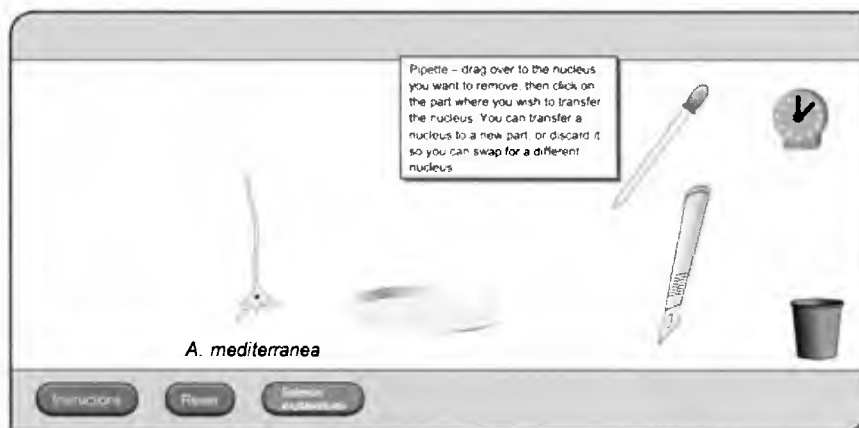 Pipette – drag over to the nucleus
you want to remove, then click on
the part where you wish to transfer
the nucleus. You can transfer a
nucleus to a new part, or discard it
so you can swap for a different
nucleus
A. mediterranea
Instructions
Reset